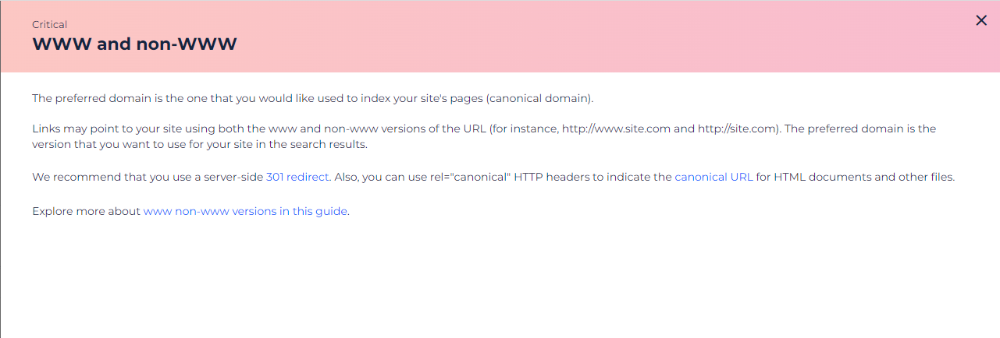 Critical
WWW and non-WWW
The preferred domain is the one that you would like used to index your site's pages (canonical domain).
Links may point to your site using both the www and non-www versions of the URL (for instance, http://www.site.com and http://site.com). The preferred domain is the
version that you want to use for your site in the search results.
We recommend that you use a server-side 301 redirect. Also, you can use rel="canonical" HTTP headers to indicate the canonical URL for HTML documents and other files.
Explore more about www non-www versions in this guide.